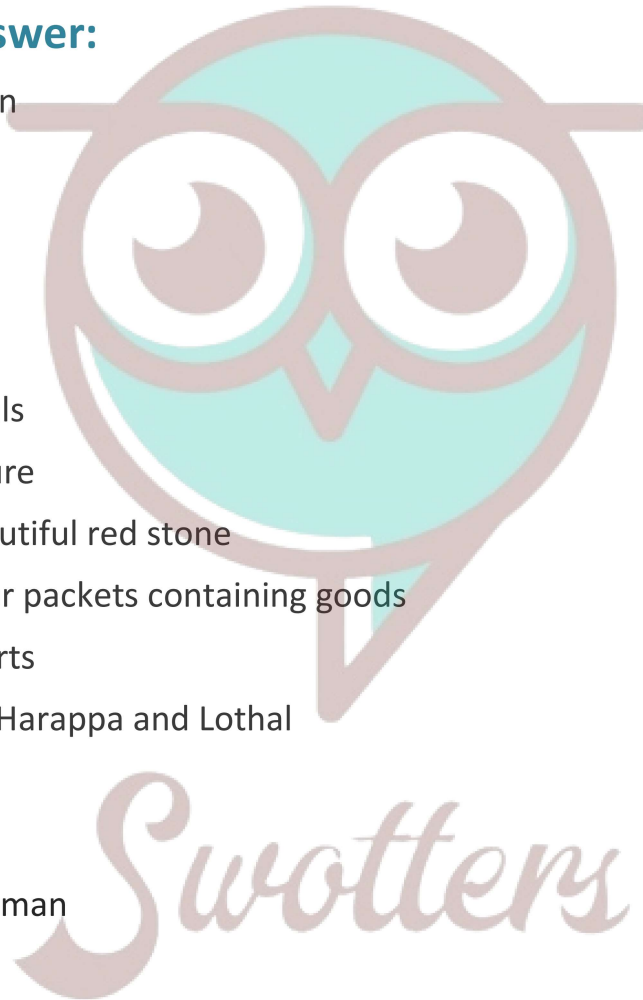 swer:
n
ls
ure
utiful red stone
r packets containing goods
rts
Harappa and Lothal
man
Swotters